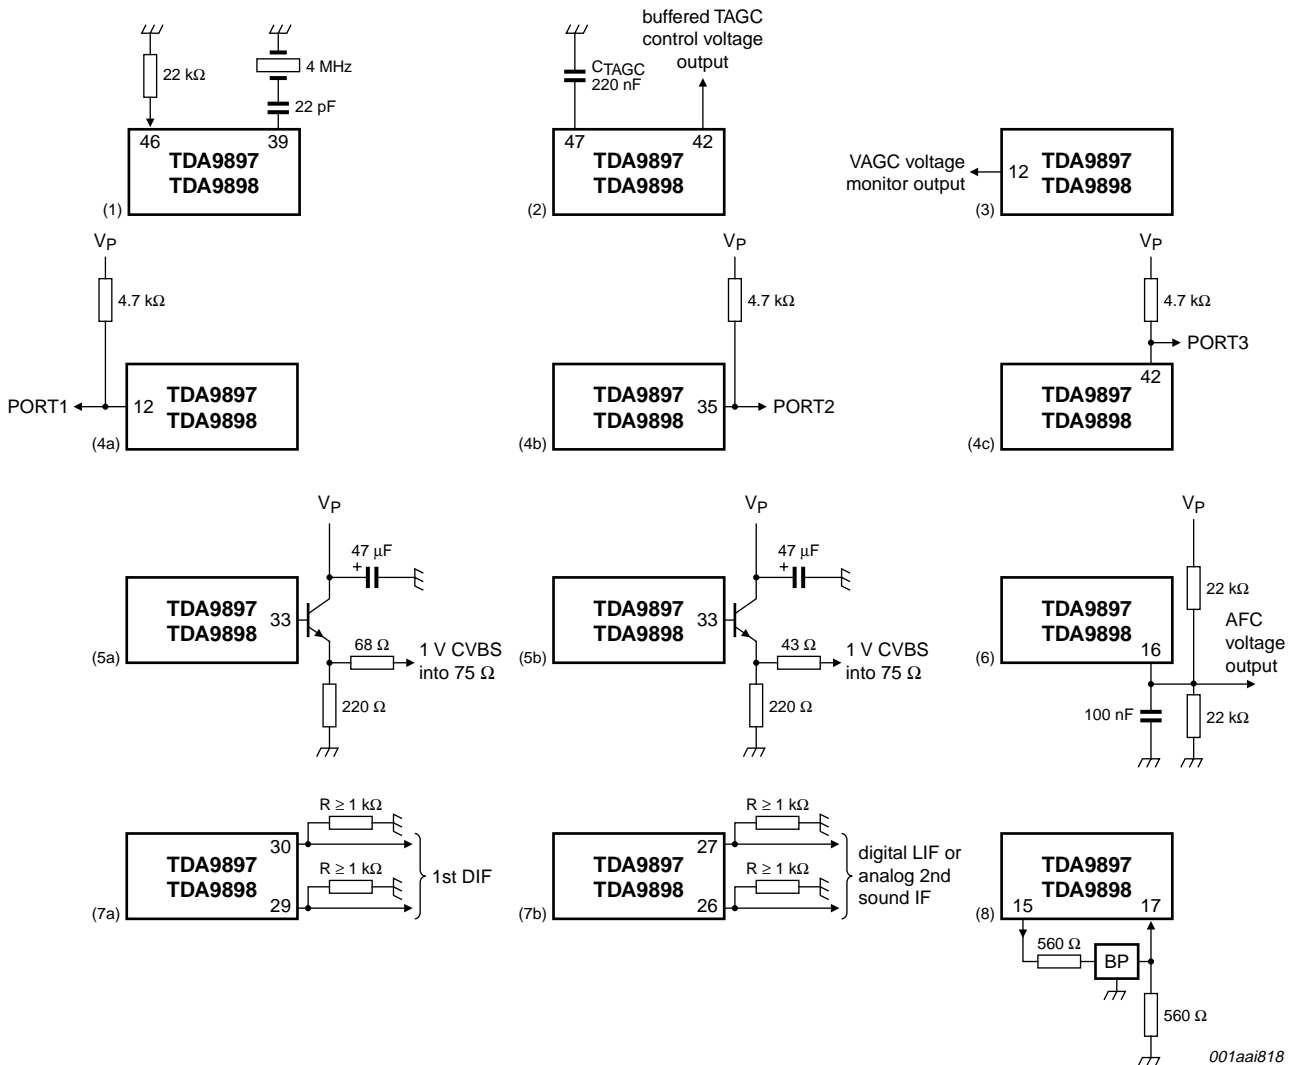 22 kΩ
4 MHz
22 pF
46
39
TDA9897
TDA9898
(1)
buffered TAGC
control voltage
output
CTAGC
220 nF
47
42
TDA9897
TDA9898
(2)
VAGC voltage
monitor output
12
TDA9897
TDA9898
(3)
VP
4.7 kΩ
PORT1
12
TDA9897
TDA9898
(4a)
VP
4.7 kΩ
TDA9897
TDA9898
35
PORT2
(4b)
VP
4.7 kΩ
PORT3
42
TDA9897
TDA9898
(4c)
VP
47 μF
+
TDA9897
TDA9898
33
68 Ω
1 V CVBS
into 75 Ω
220 Ω
(5a)
VP
47 μF
+
TDA9897
TDA9898
33
43 Ω
1 V CVBS
into 75 Ω
220 Ω
(5b)
VP
22 kΩ
TDA9897
TDA9898
16
AFC
voltage
output
100 nF
22 kΩ
(6)
R ≥ 1 kΩ
30
TDA9897
TDA9898
R ≥ 1 kΩ
29
1st DIF
(7a)
R ≥ 1 kΩ
27
TDA9897
TDA9898
R ≥ 1 kΩ
26
digital LIF or
analog 2nd
sound IF
(7b)
TDA9897
TDA9898
15
17
(8)
560 Ω
BP
560 Ω
001aai818